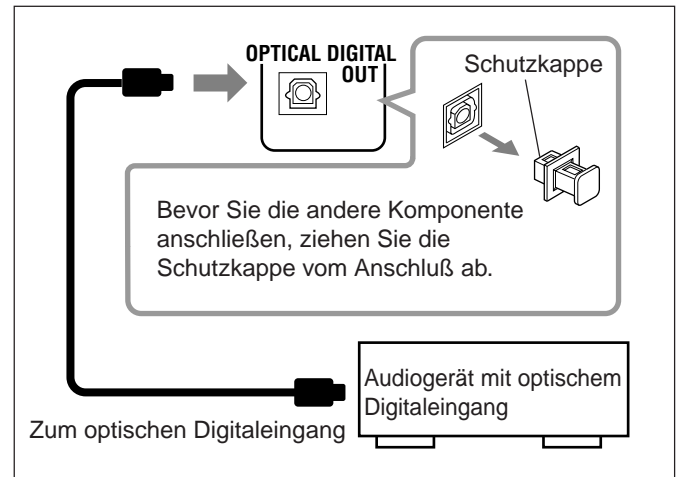 OPTICAL DIGITAL
OUT
Schutzkappe
Bevor Sie die andere Komponente
anschließen, ziehen Sie die
Schutzkappe vom Anschluß ab.
Audiogerät mit optischem
Digitaleingang
Zum optischen Digitaleingang